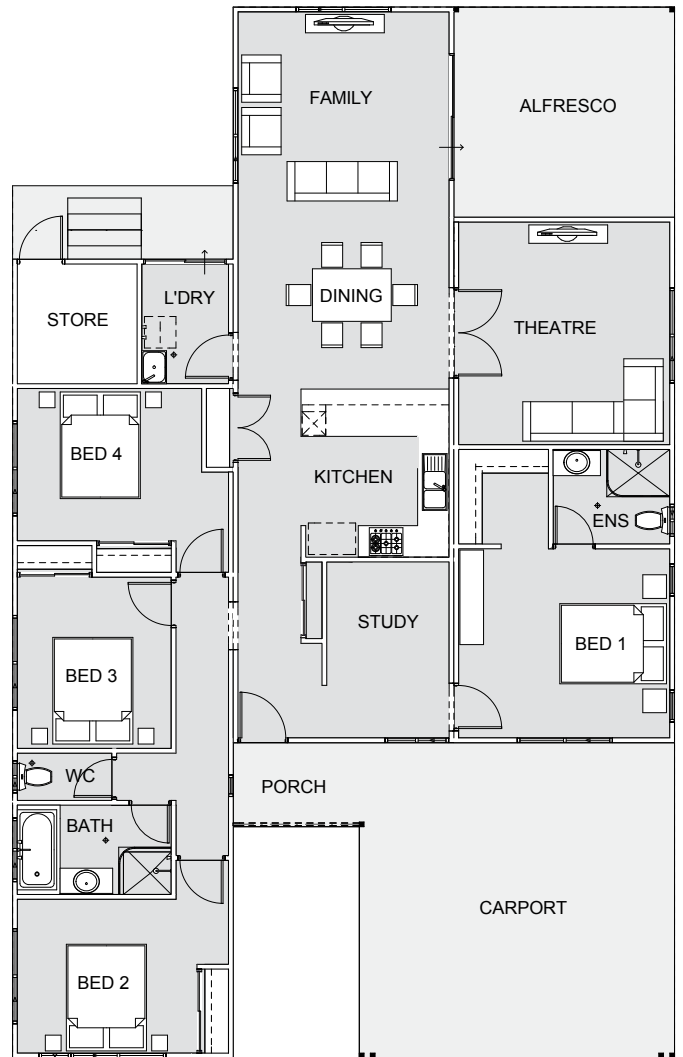 FAMILY
ALFRESCO
L'DRY
DINING
STORE
THEATRE
BED 4
KITCHEN
ENS
STUDY
BED 1
BED 3
WC
PORCH
BATH
CARPORT
BED 2